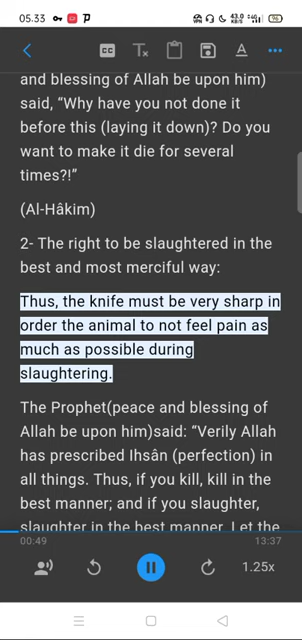 05.33
43.0
KB/S
96
CC
and blessing of Allah be upon him)
said, “Why have you not done it
before this (laying it down)? Do you
want to make it die for several
times?!”
(Al-Hâkim)
2- The right to be slaughtered in the
best and most merciful way:
Thus, the knife must be very sharp in
order the animal to not feel pain as
much as possible during
slaughtering.
The Prophet(peace and blessing of
Allah be upon him)said: “Verily Allah
has prescribed Ihsân (perfection) in
all things. Thus, if you kill, kill in the
best manner; and if you slaughter,
slaughter in the best manner. Let the
00:49
13:37
1.25x